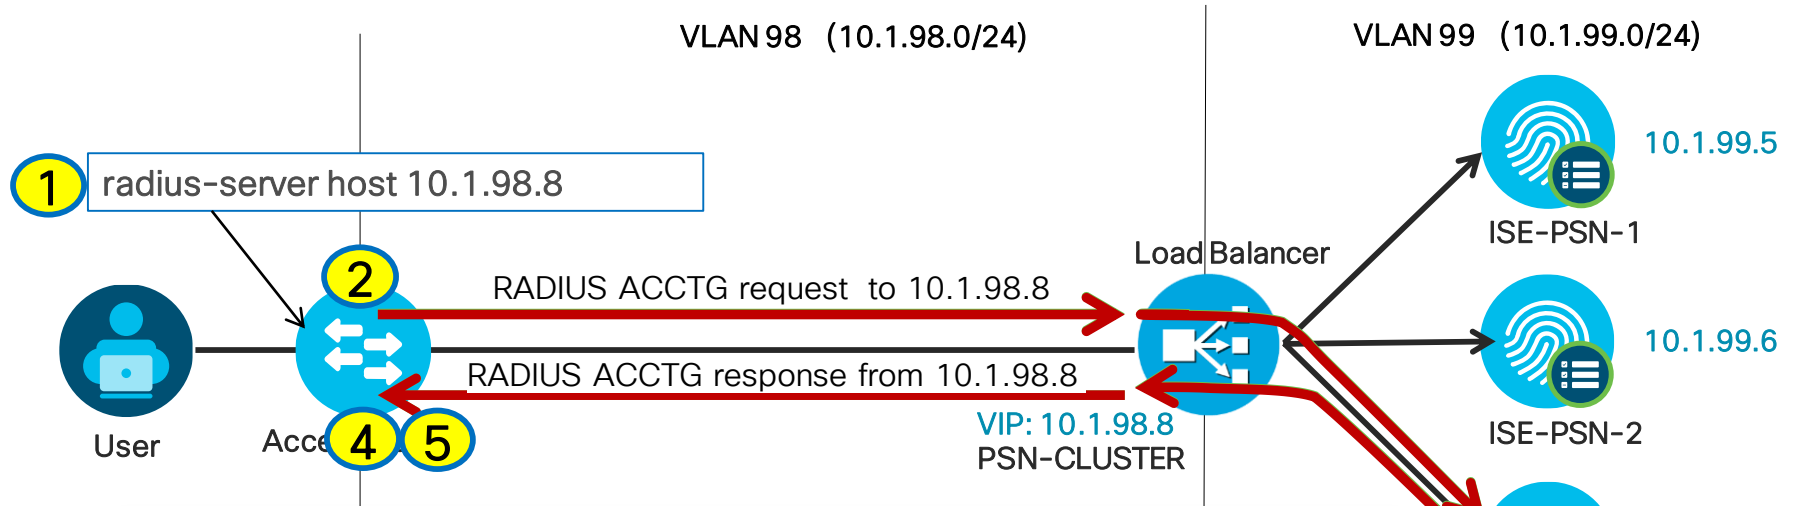 VLAN 98 (10.1.98.0/24)
VLAN 99 (10.1.99.0/24)
1
radius-server host 10.1.98.8
10.1.99.5
ISE-PSN-1
Load Balancer
2
RADIUS ACCTG request to 10.1.98.8
10.1.99.6
RADIUS ACCTG response from 10.1.98.8
VIP: 10.1.98.8
PSN-CLUSTER
ISE-PSN-2
User
4
5